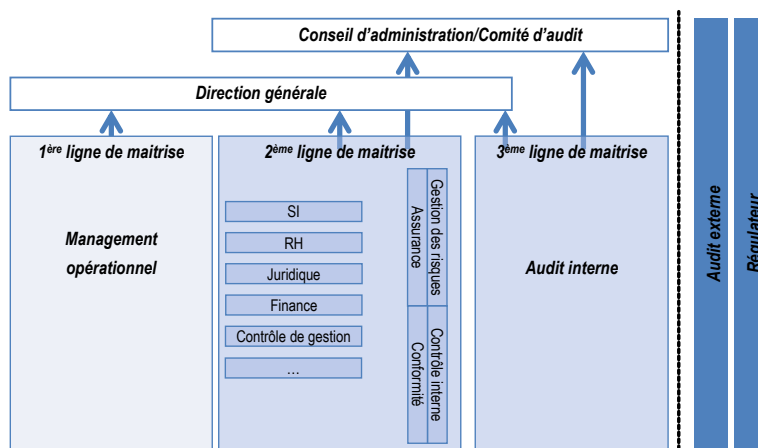 Conseil d’administration/Comité d’audit
Direction générale
1ère ligne de maitrise
2ème ligne de maitrise
3ème ligne de maitrise
Management
opérationnel
SI
RH
Juridique
Finance
Contrôle de gestion
…
Assurance
Gestion des risques
Conformité
Contrôle interne
Audit interne
Audit externe
Régulateur